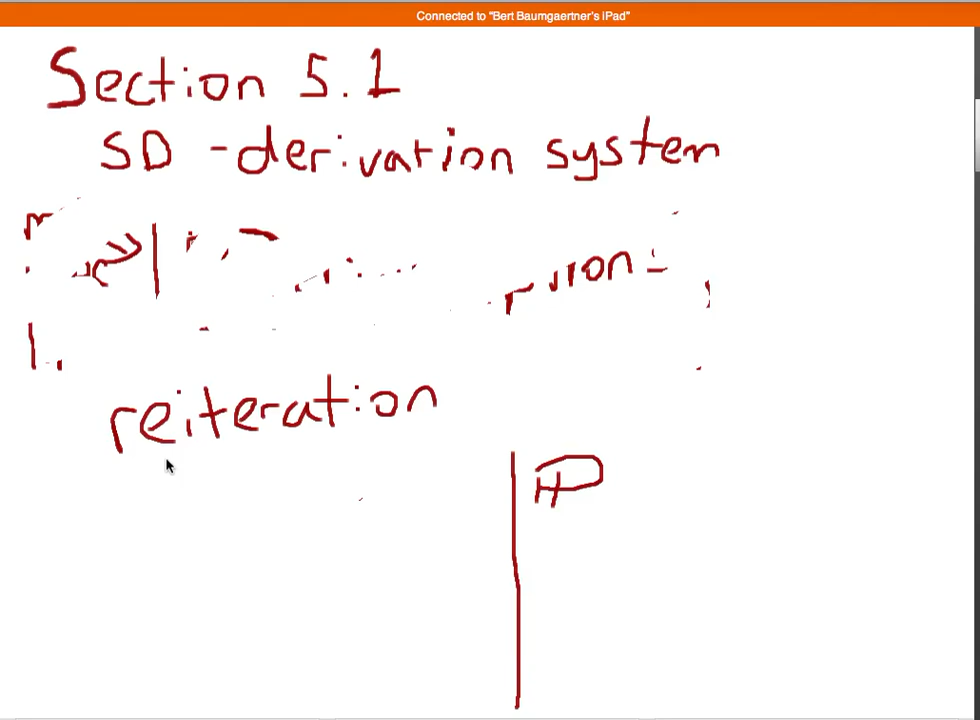 Connected to "Bert Baumgaertner's iPad"
Section 5.1
SD - derivation system
reiteration
P